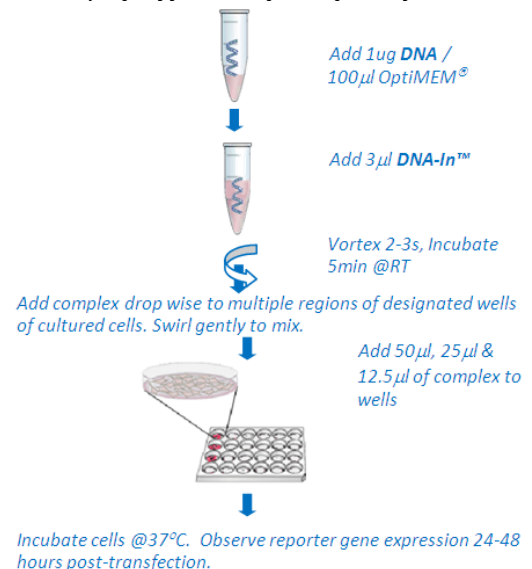 Add 1ug DNA /
100µl OptiMEM®
Add 3µl DNA-In™
Vortex 2-3s, Incubate
5min @RT
Add complex drop wise to multiple regions of designated wells
of cultured cells. Swirl gently to mix.
Add 50µl, 25µl &
12.5µl of complex to
wells
Incubate cells @37°C. Observe reporter gene expression 24-48
hours post-transfection.